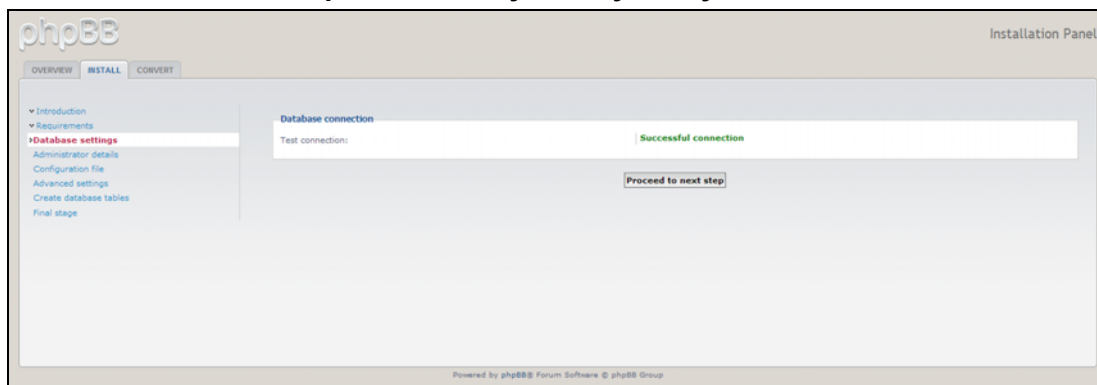 phpBB
Installation Panel
OVERVIEW INSTALL CONVERT
Introduction
Requirements
Database settings
Administrator details
Configuration file
Advanced settings
Create database tables
Final stage
Database connection
Test connection: Successful connection
Proceed to next step
Powered by phpBB® Forum Software © phpBB Group